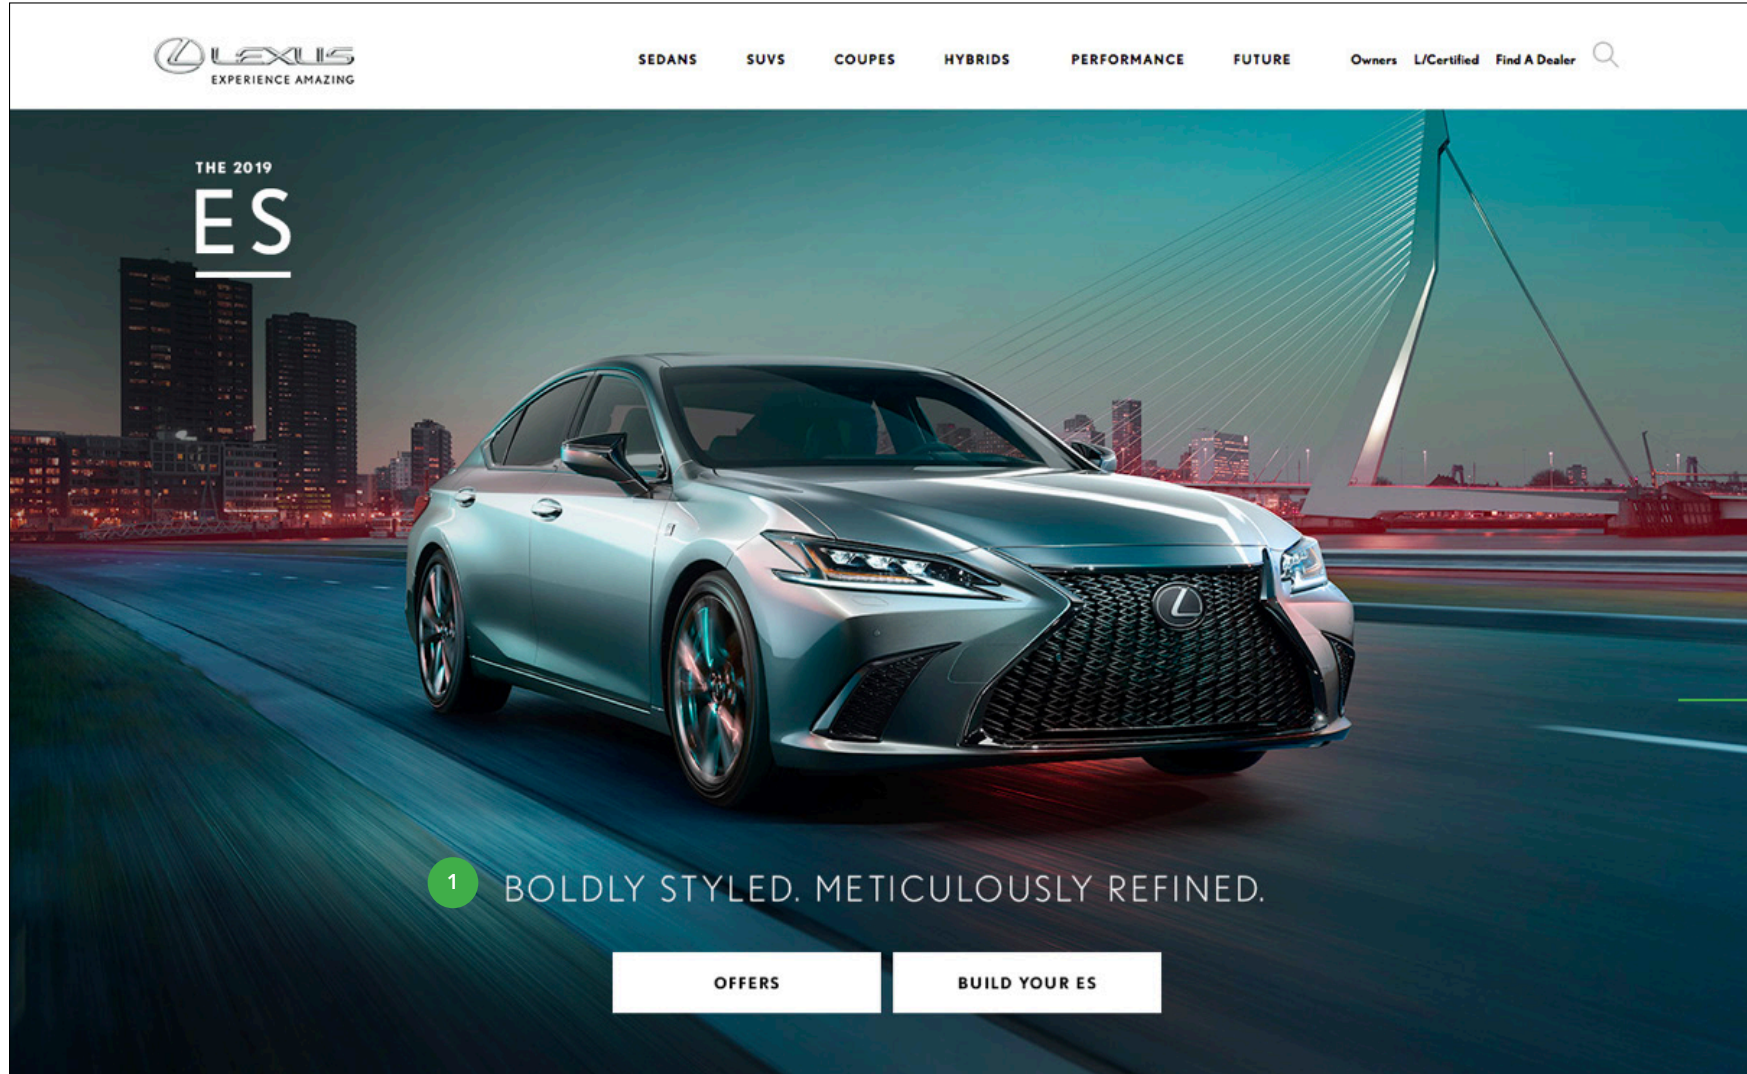 LEXUS
EXPERIENCE AMAZING
SEDANS SUVS COUPES HYBRIDS PERFORMANCE FUTURE Owners L/Certified Find A Dealer
THE 2019
ES
1 BOLDLY STYLED. METICULOUSLY REFINED.
OFFERS BUILD YOUR ES